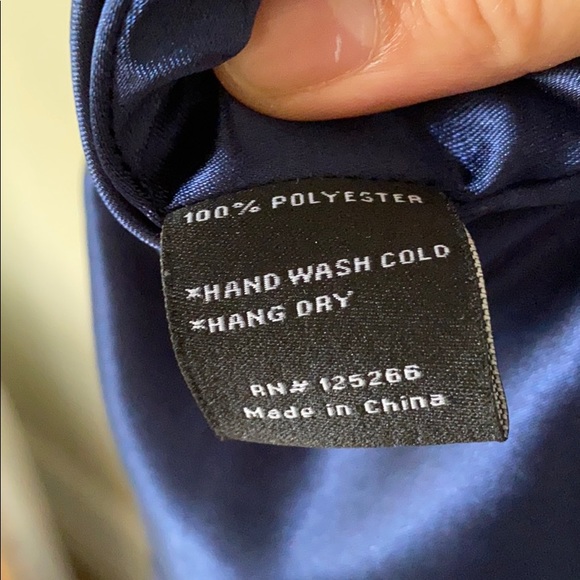 100% POLYESTER
*HAND WASH COLD
*HANG DRY
RN# 125266
Made in China